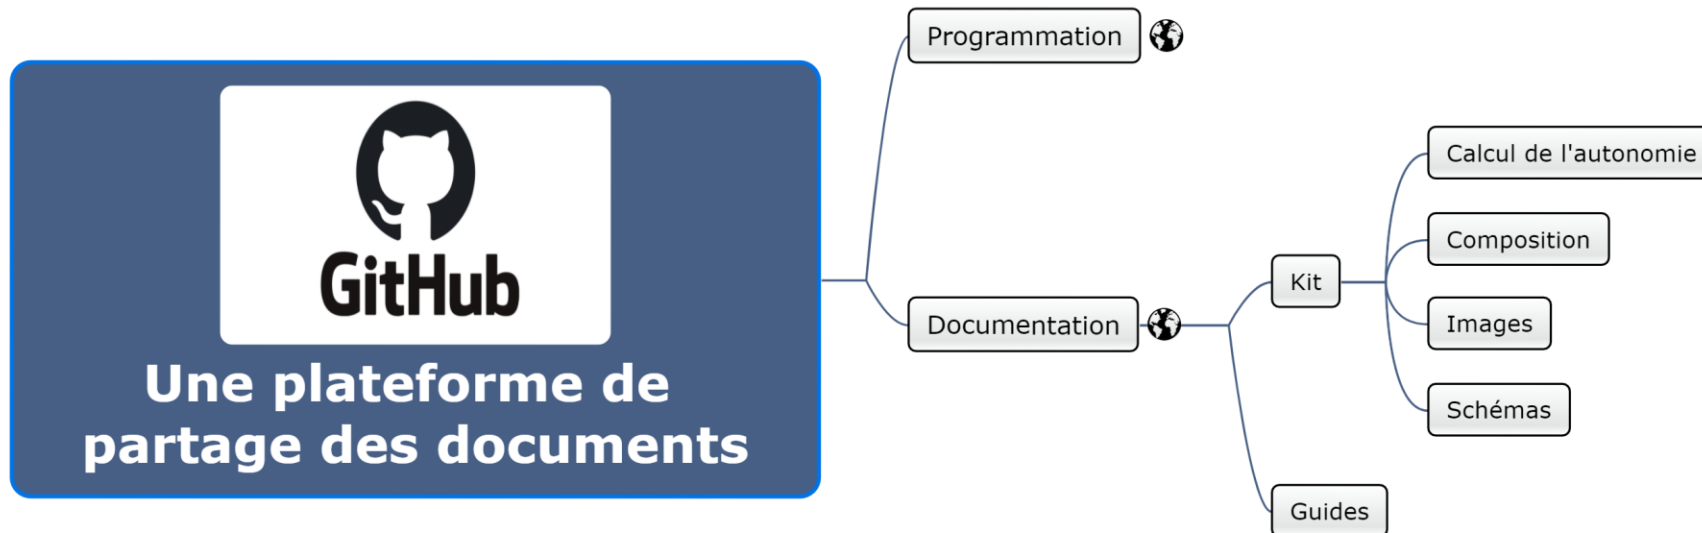 GitHub
Une plateforme de
partage des documents
Programmation
Documentation
Kit
Calcul de l'autonomie
Composition
Images
Schémas
Guides